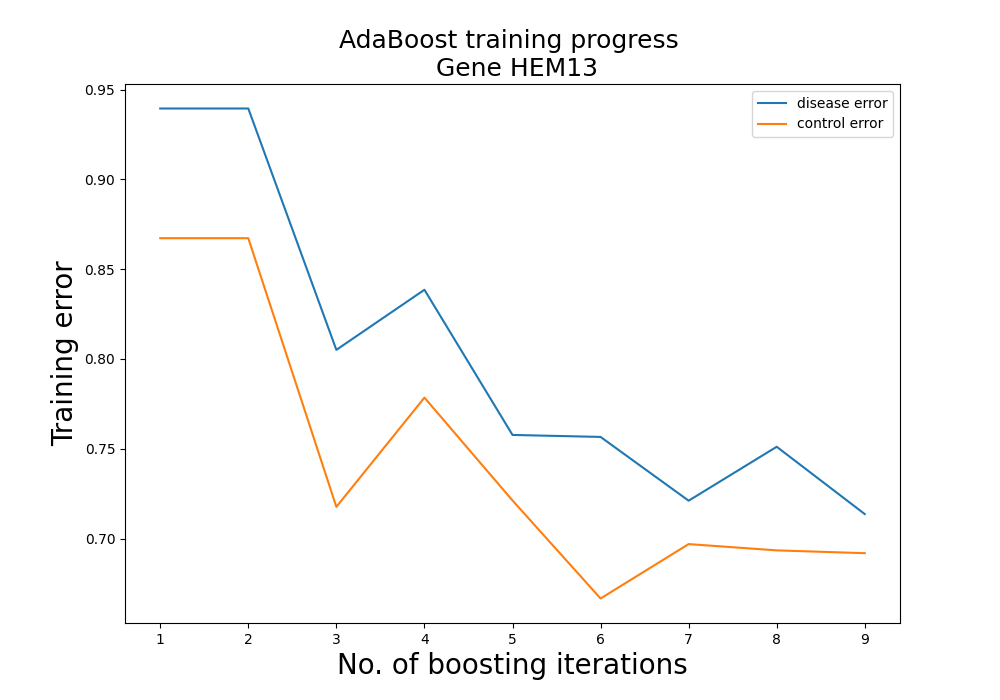 AdaBoost training progress
Gene HEM13
disease error
control error
Training error
0.95
0.90
0.85
0.80
0.75
0.70
1 2 3 4 5 6 7 8 9
No. of boosting iterations